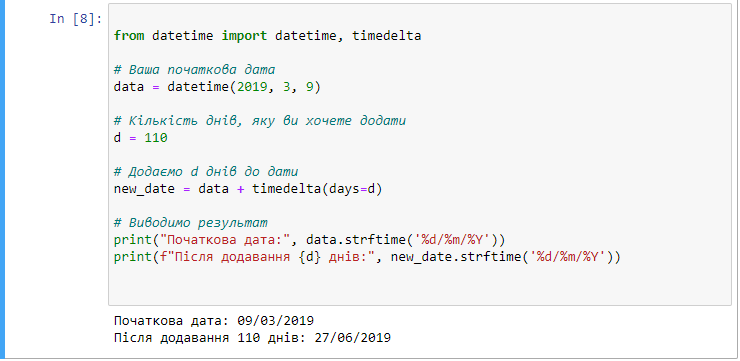 In [8]:
from datetime import datetime, timedelta
# Ваша початкова дата
data = datetime(2019, 3, 9)
# Кількість днів, яку ви хочете додати
d = 110
# Додаємо d днів до дати
new_date = data + timedelta(days=d)
# Виводимо результат
print("Початкова дата:", data.strftime('%d/%m/%Y'))
print(f"Після додавання {d} днів:", new_date.strftime('%d/%m/%Y'))
Початкова дата: 09/03/2019
Після додавання 110 днів: 27/06/2019